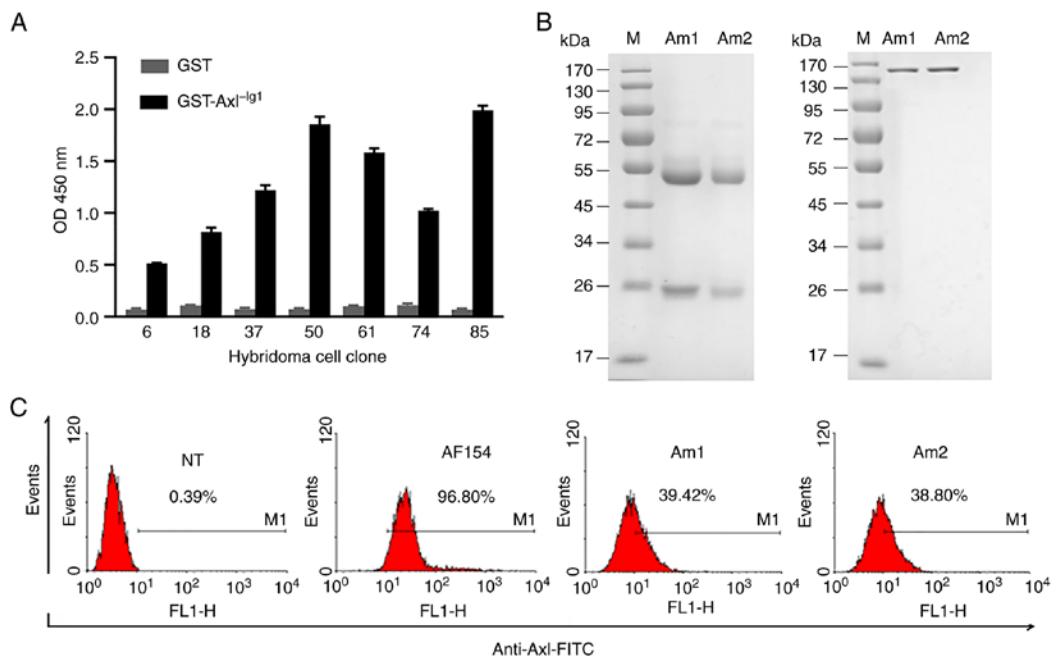 A
2.5
2.0
1.5
1.0
0.5
0.0
OD 450 nm
GST
GST-Axl-Ig1
6 18 37 50 61 74 85
Hybridoma cell clone
B
kDa M Am1 Am2
170
130
95
72
55
45
34
26
17
kDa M Am1 Am2
170
130
95
72
55
45
34
26
17
C
Events
120
Events
0
NT
0.39%
M1
10⁰ 10¹ 10² 10³ 10⁴
FL1-H
120
Events
0
AF154
96.80%
M1
10⁰ 10¹ 10² 10³ 10⁴
FL1-H
120
Events
0
Am1
39.42%
M1
10⁰ 10¹ 10² 10³ 10⁴
FL1-H
120
Events
0
Am2
38.80%
M1
10⁰ 10¹ 10² 10³ 10⁴
FL1-H
Anti-Axl-FITC